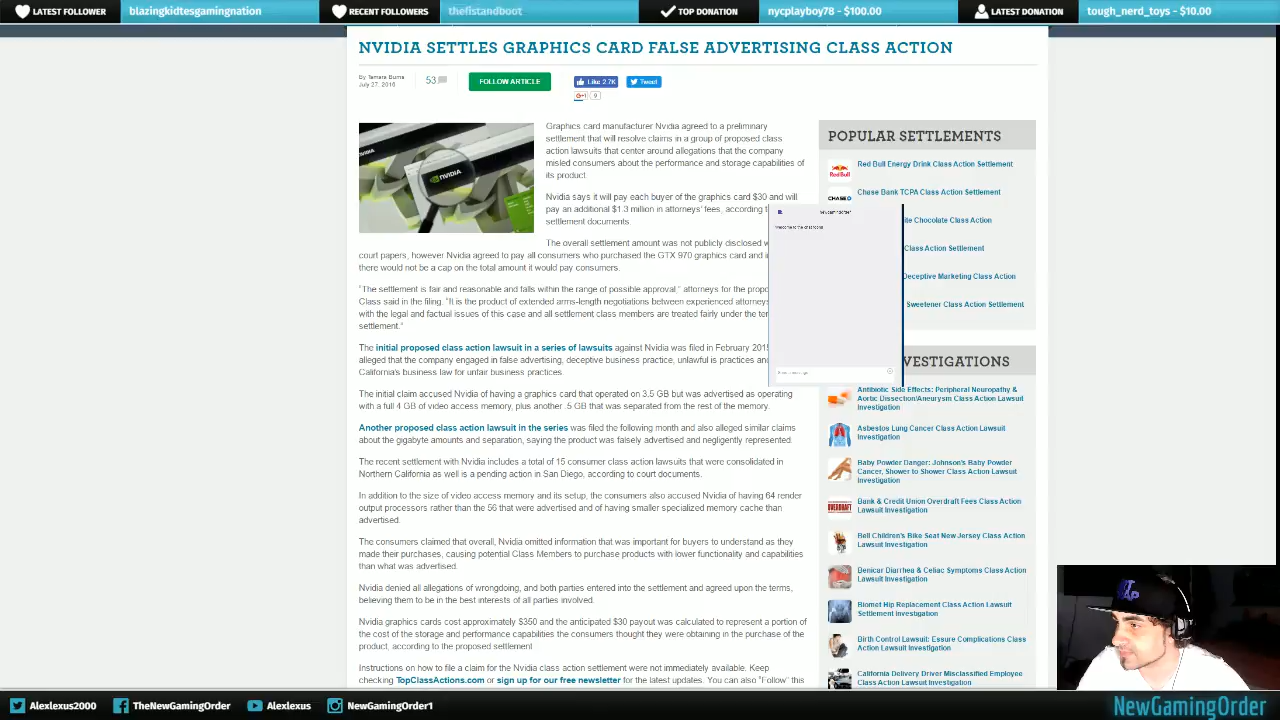 LATEST FOLLOWER
blazingkidtesgamingnation
RECENT FOLLOWERS
thefistandboot
TOP DONATION
nycplayboy78 - $100.00
LATEST DONATION
tough_nerd_toys - $10.00
NVIDIA SETTLES GRAPHICS CARD FALSE ADVERTISING CLASS ACTION
By Tamara Burns
July 27, 2016
53
FOLLOW ARTICLE
Like 2.7K
Tweet
G+1 9
NVIDIA
NVIDIA
Graphics card manufacturer Nvidia agreed to a preliminary
settlement that will resolve claims in a group of proposed class
action lawsuits that center around allegations that the company
misled consumers about the performance and storage capabilities of
its product.
Nvidia says it will pay each buyer of the graphics card $30 and will
pay an additional $1.3 million in attorneys' fees, according
settlement documents.
The overall settlement amount was not publicly disclosed
court papers, however Nvidia agreed to pay all consumers who purchased the GTX 970 graphics card and
there would not be a cap on the total amount it would pay consumers.
"The settlement is fair and reasonable and falls within the range of possible approval," attorneys for the
Class said in the filing. "It is the product of extended arms-length negotiations between experienced attorneys
with the legal and factual issues of this case and all settlement class members are treated fairly under the
settlement."
The initial proposed class action lawsuit in a series of lawsuits against Nvidia was filed in February 2015
alleged that the company engaged in false advertising, deceptive business practice, unlawful is practices and
California's business law for unfair business practices.
The initial claim accused Nvidia of having a graphics card that operated on 3.5 GB but was advertised as operating
with a full 4 GB of video access memory, plus another .5 GB that was separated from the rest of the memory.
Another proposed class action lawsuit in the series was filed the following month and also alleged similar claims
about the gigabyte amounts and separation, saying the product was falsely advertised and negligently represented.
The recent settlement with Nvidia includes a total of 15 consumer class action lawsuits that were consolidated in
Northern California as well is a pending action in San Diego, according to court documents.
In addition to the size of video access memory and its setup, the consumers also accused Nvidia of having 64 render
output processors rather than the 56 that were advertised and of having smaller specialized memory cache than
advertised.
The consumers claimed that overall, Nvidia omitted information that was important for buyers to understand as they
made their purchases, causing potential Class Members to purchase products with lower functionality and capabilities
than what was advertised.
Nvidia denied all allegations of wrongdoing, and both parties entered into the settlement and agreed upon the terms,
believing them to be in the best interests of all parties involved.
Nvidia graphics cards cost approximately $350 and the anticipated $30 payout was calculated to represent a portion of
the cost of the storage and performance capabilities the consumers thought they were obtaining in the purchase of the
product, according to the proposed settlement
Instructions on how to file a claim for the Nvidia class action settlement were not immediately available. Keep
checking TopClassActions.com or sign up for our free newsletter for the latest updates. You can also "Follow" this
Welcome to the chat room!
POPULAR SETTLEMENTS
RedBull
Red Bull Energy Drink Class Action Settlement
CHASE
Chase Bank TCPA Class Action Settlement
ite Chocolate Class Action
Class Action Settlement
Deceptive Marketing Class Action
Sweetener Class Action Settlement
VESTIGATIONS
Antibiotic Side Effects: Peripheral Neuropathy &
Aortic Dissection/Aneurysm Class Action Lawsuit
Investigation
Asbestos Lung Cancer Class Action Lawsuit
Investigation
Baby Powder Danger: Johnson's Baby Powder
Cancer, Shower to Shower Class Action Lawsuit
Investigation
OVERDRAFT
Bank & Credit Union Overdraft Fees Class Action
Lawsuit Investigation
Bell Children's Bike Seat New Jersey Class Action
Lawsuit Investigation
Benicar Diarrhea & Celiac Symptoms Class Action
Lawsuit Investigation
Biomet Hip Replacement Class Action Lawsuit
Settlement Investigation
Birth Control Lawsuit: Essure Complications Class
Action Lawsuit Investigation
California Delivery Driver Misclassified Employee
Class Action Lawsuit Investigation
Alexlexus2000
TheNewGamingOrder
Alexlexus
NewGamingOrder1
NewGamingOrder